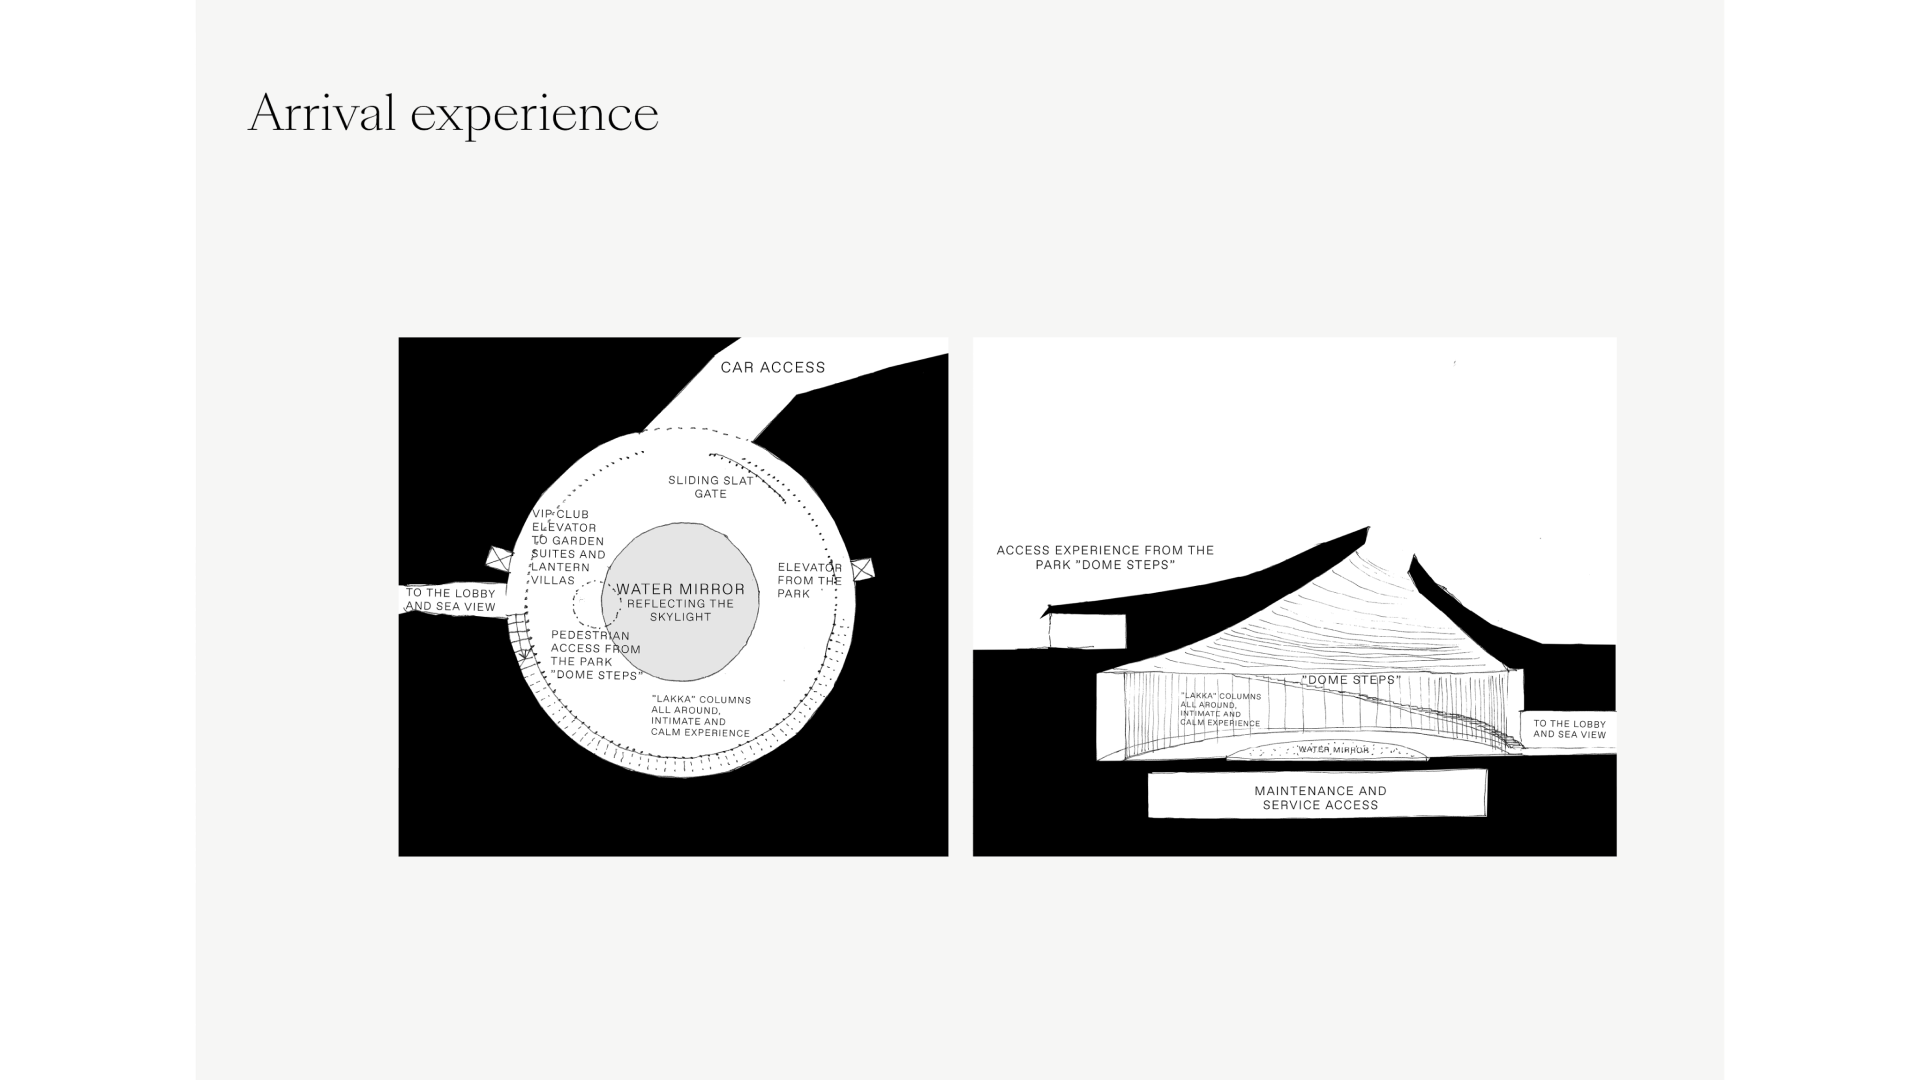 Arrival experience
CAR ACCESS
SLIDING SLAT
GATE
VIP CLUB
ELEVATOR
TO GARDEN
SUITES AND
LANTERN
VILLAS
ELEVATOR
FROM THE
PARK
WATER MIRROR
REFLECTING THE
SKYLIGHT
TO THE LOBBY
AND SEA VIEW
PEDESTRIAN
ACCESS FROM
THE PARK
"DOME STEPS"
"LAKKA" COLUMNS
ALL AROUND,
INTIMATE AND
CALM EXPERIENCE
ACCESS EXPERIENCE FROM THE
PARK "DOME STEPS"
"DOME STEPS"
"LAKKA" COLUMNS
ALL AROUND,
INTIMATE AND
CALM EXPERIENCE
TO THE LOBBY
AND SEA VIEW
WATER MIRROR
MAINTENANCE AND
SERVICE ACCESS